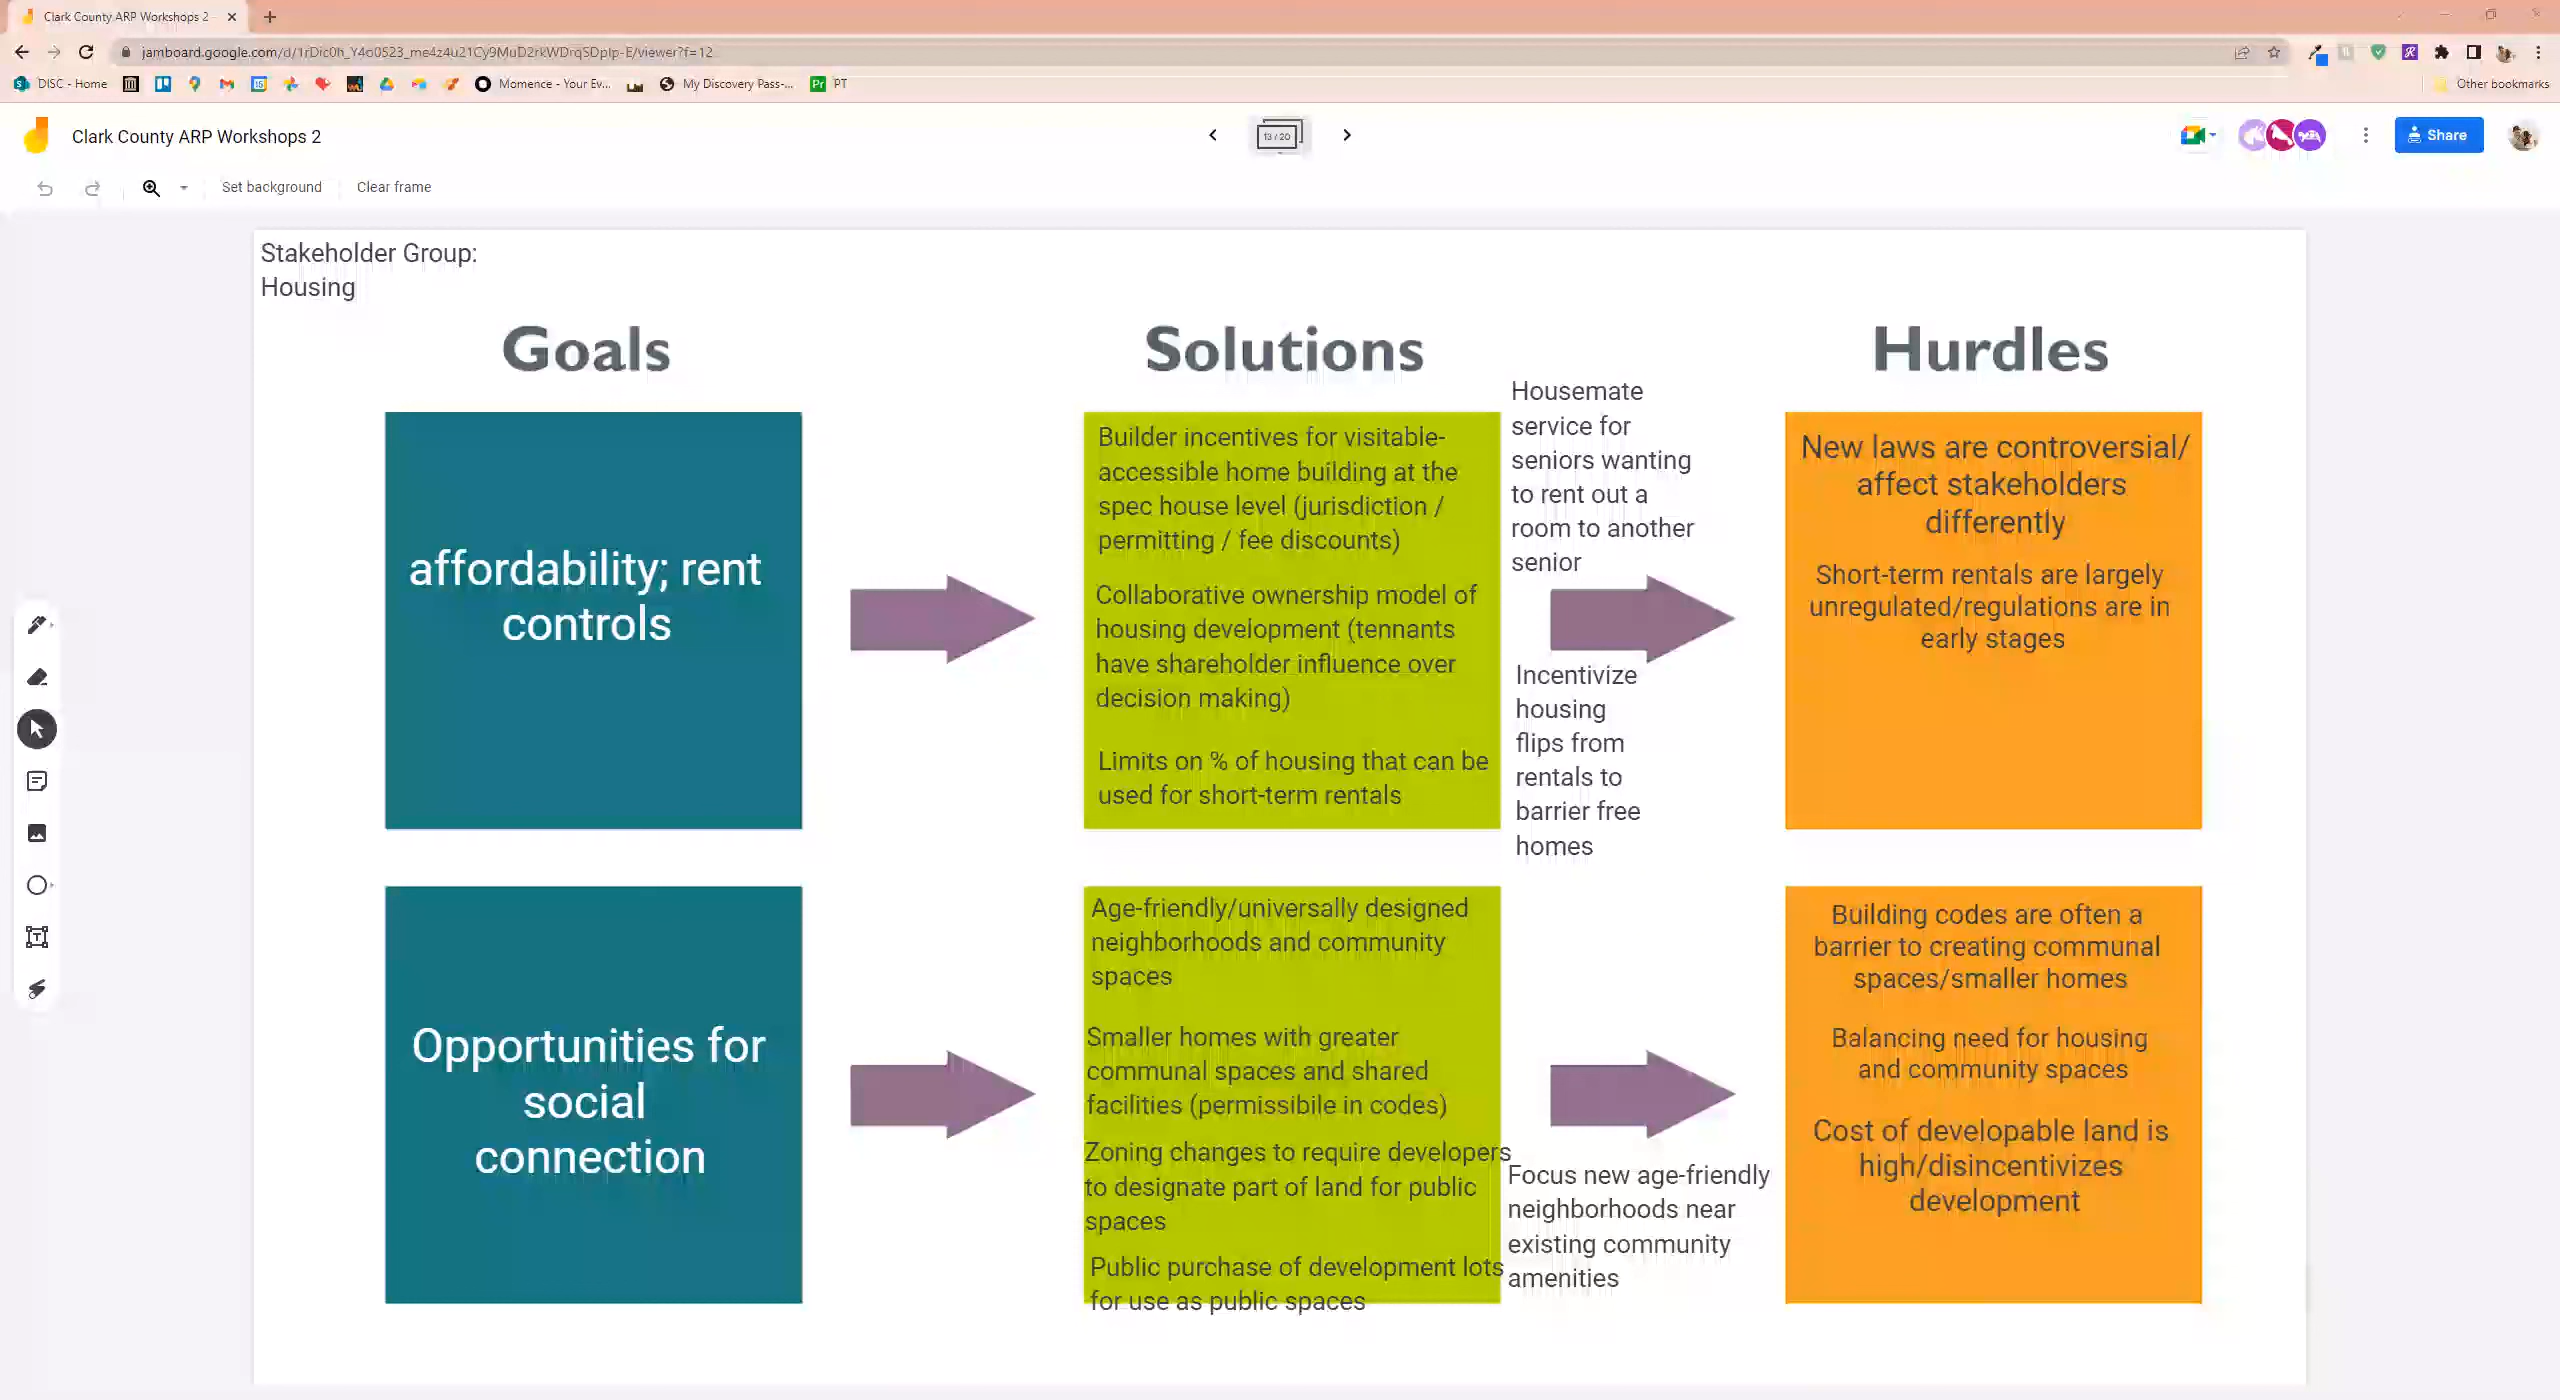 Clark County ARP Workshops 2
jamboard.google.com/d/1rDic0h_Y4o0S23_me4z4u21Cy9MuD2rkWDrqSDpIp-E/viewer?f=12
DISC - Home
Momence - Your Ev...
My Discovery Pass-...
Pr PT
Other bookmarks
Clark County ARP Workshops 2
13 / 20
Share
Set background
Clear frame
Stakeholder Group:
Housing
Goals
Solutions
Hurdles
affordability; rent
controls
Builder incentives for visitable-
accessible home building at the
spec house level (jurisdiction /
permitting / fee discounts)
Collaborative ownership model of
housing development (tennants
have shareholder influence over
decision making)
Limits on % of housing that can be
used for short-term rentals
Housemate
service for
seniors wanting
to rent out a
room to another
senior
Incentivize
housing
flips from
rentals to
barrier free
homes
New laws are controversial/
affect stakeholders
differently
Short-term rentals are largely
unregulated/regulations are in
early stages
Opportunities for
social
connection
Age-friendly/universally designed
neighborhoods and community
spaces
Smaller homes with greater
communal spaces and shared
facilities (permissibile in codes)
Zoning changes to require developers
to designate part of land for public
spaces
Public purchase of development lots
for use as public spaces
Focus new age-friendly
neighborhoods near
existing community
amenities
Building codes are often a
barrier to creating communal
spaces/smaller homes
Balancing need for housing
and community spaces
Cost of developable land is
high/disincentivizes
development